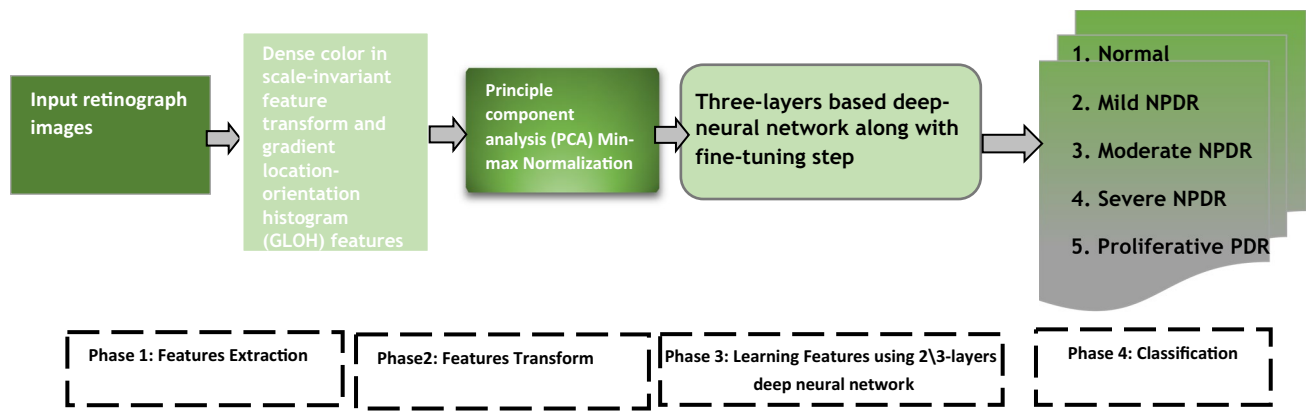 Input retinograph
images
Dense color in
scale-invariant
feature
transform and
gradient
location-
orientation
histogram
(GLOH) features
Principle
component
analysis (PCA) Min-
max Normalization
Three-layers based deep-
neural network along with
fine-tuning step
1. Normal
2. Mild NPDR
3. Moderate NPDR
4. Severe NPDR
5. Proliferative PDR
Phase 1: Features Extraction
Phase2: Features Transform
Phase 3: Learning Features using 2\3-layers
deep neural network
Phase 4: Classification